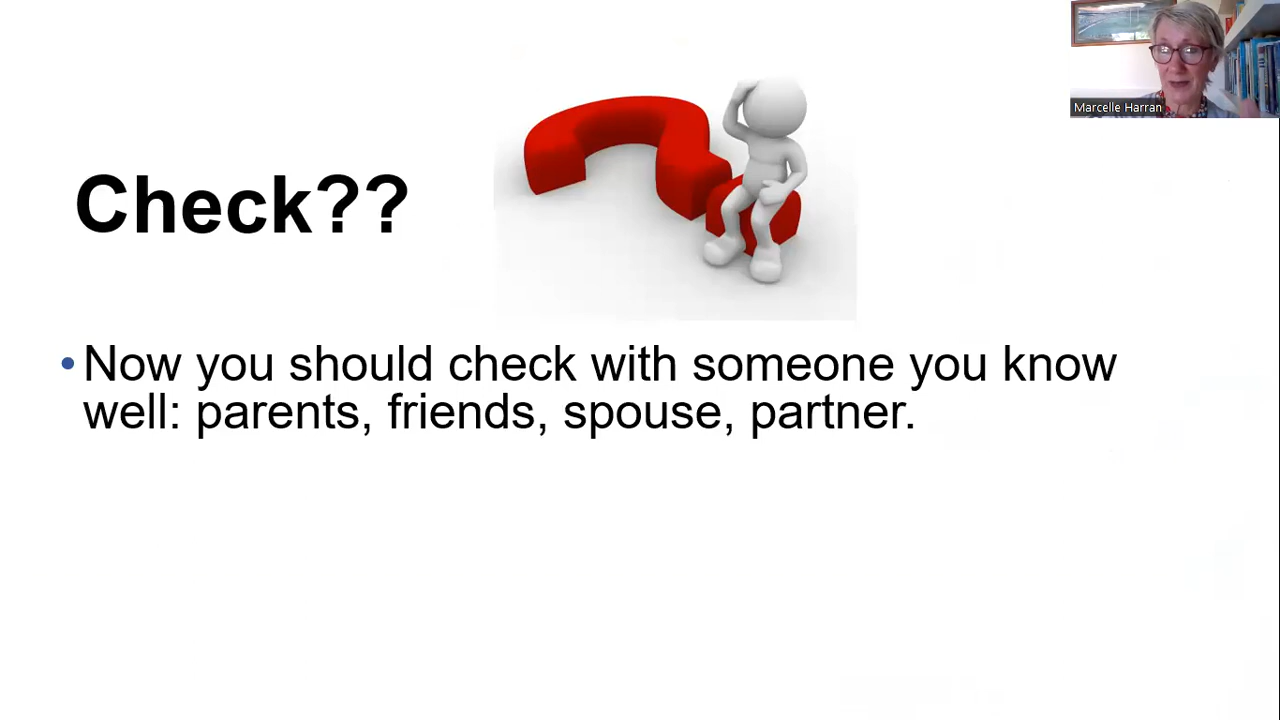 Marcelle Harran
Check??
• Now you should check with someone you know
well: parents, friends, spouse, partner.